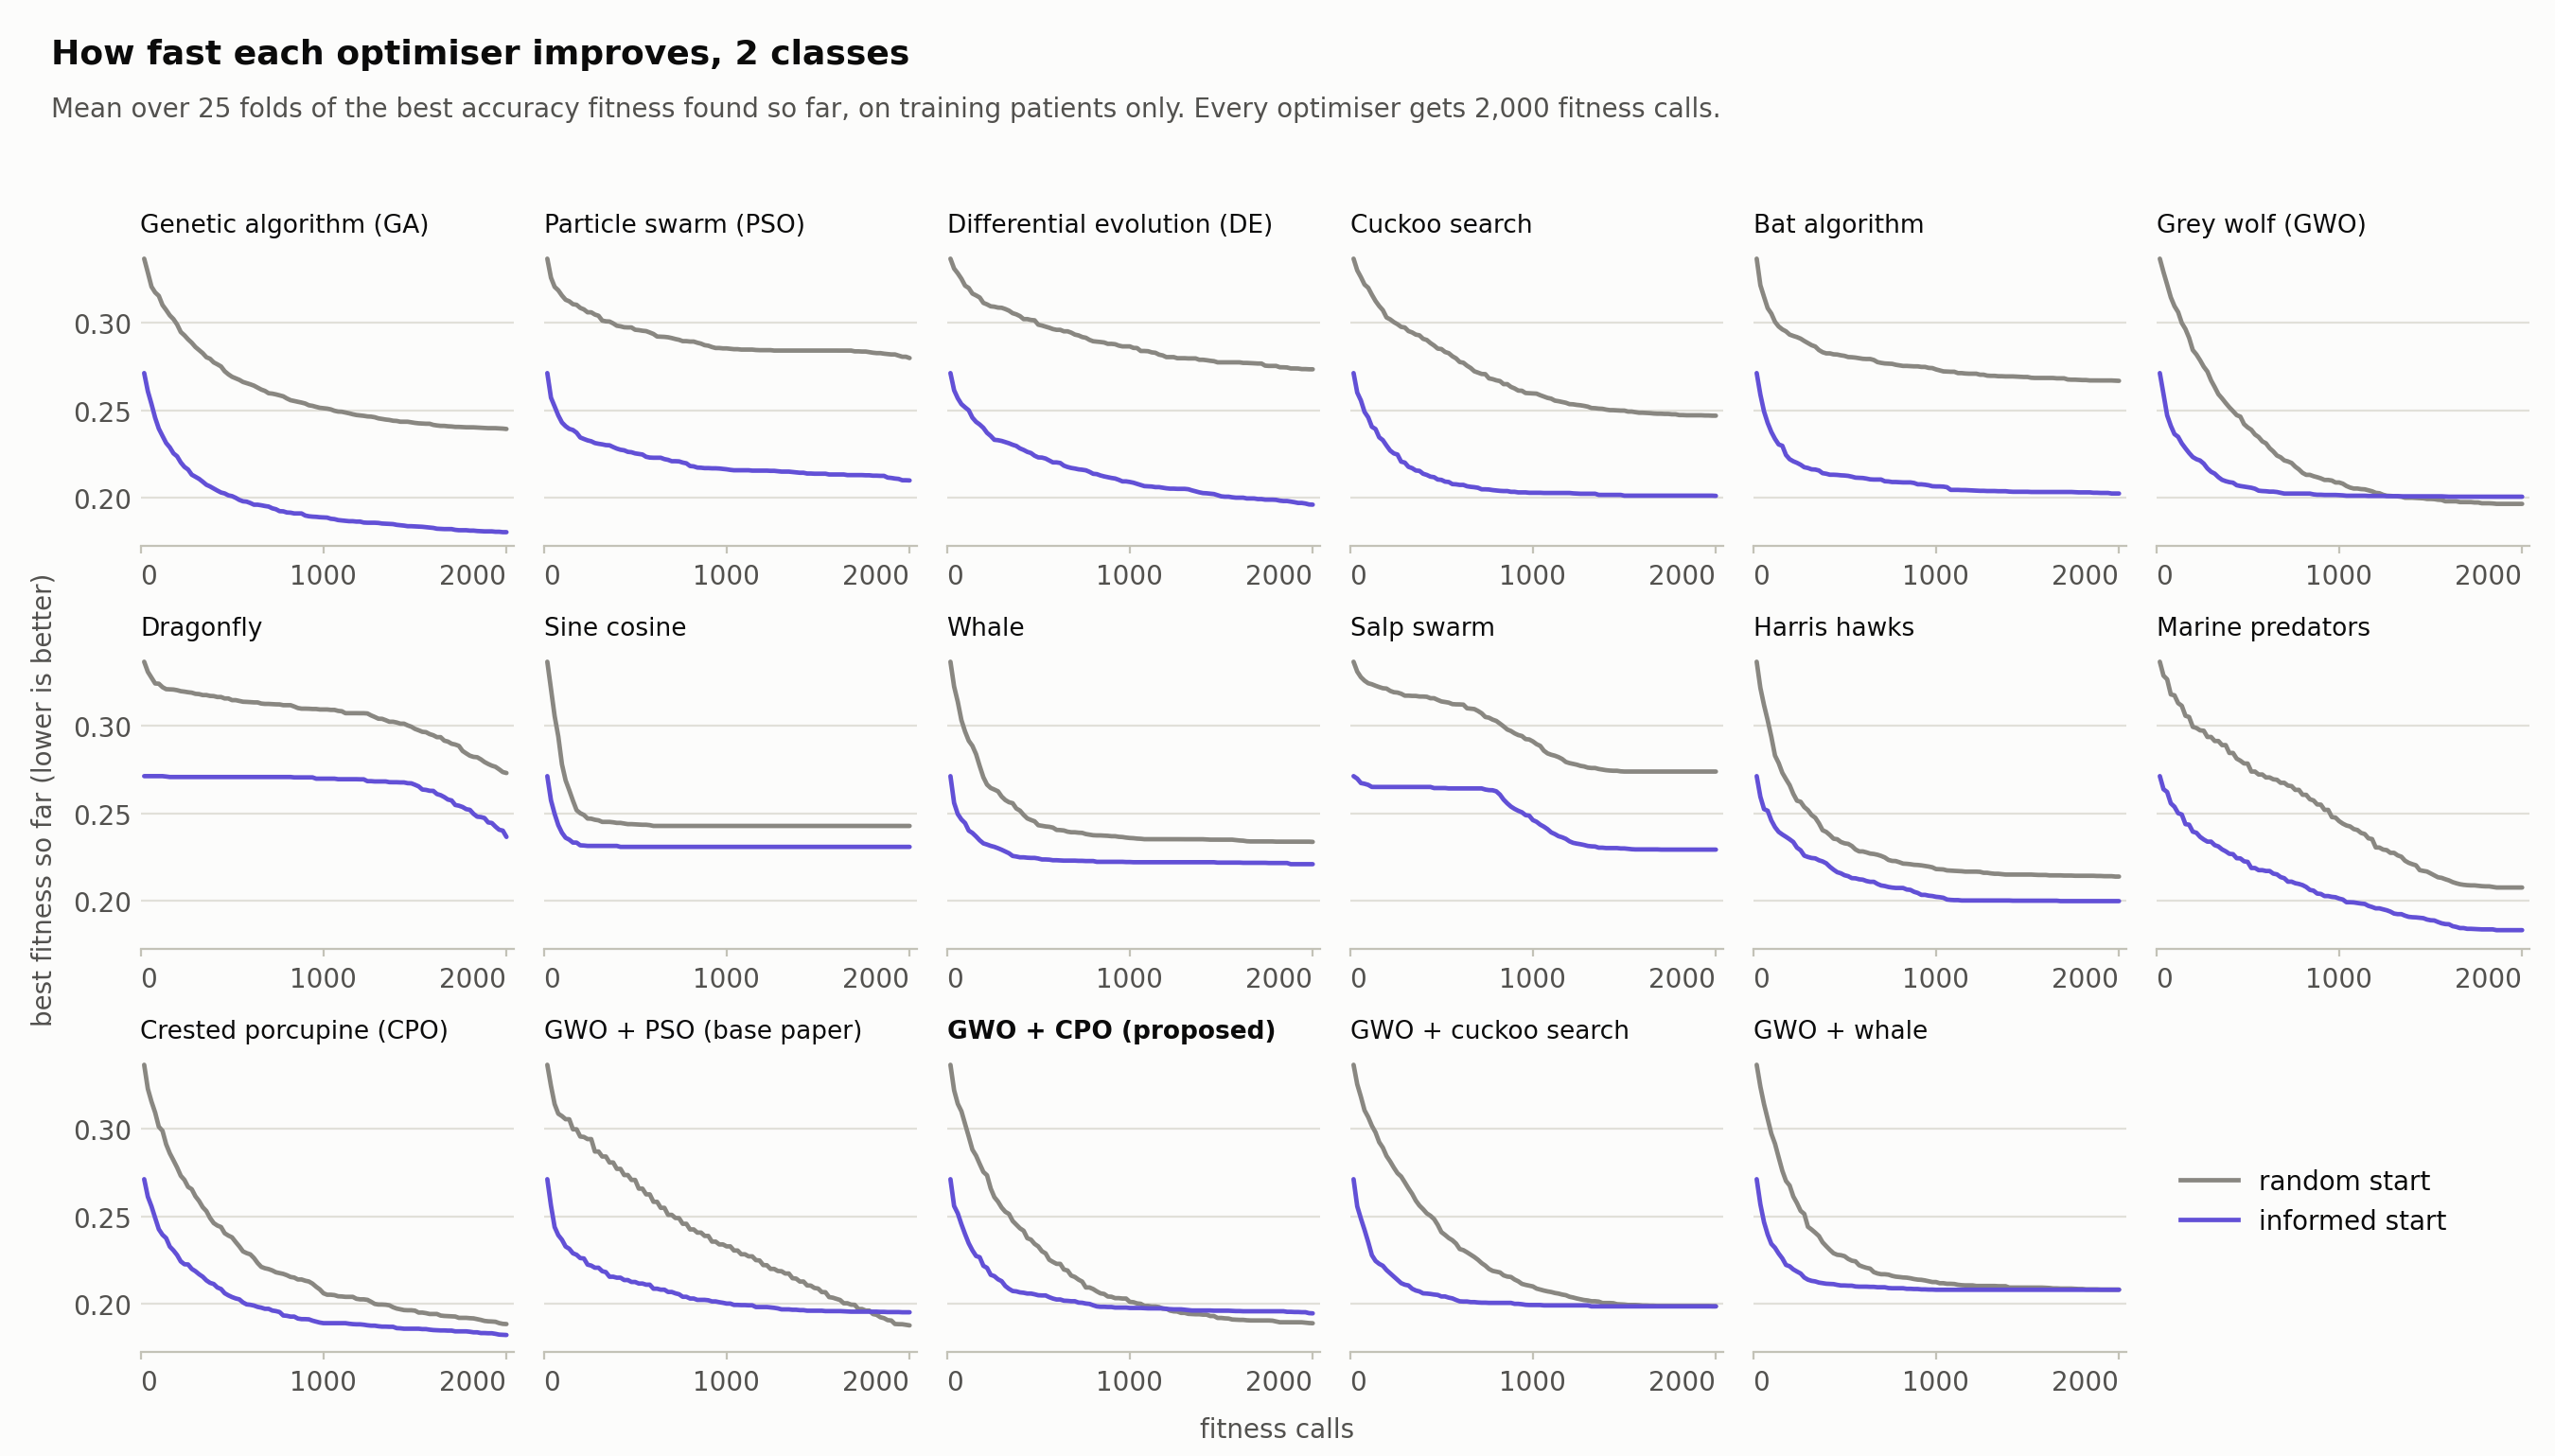 How fast each optimiser improves, 2 classes
Mean over 25 folds of the best accuracy fitness found so far, on training patients only. Every optimiser gets 2,000 fitness calls.
best fitness so far (lower is better)
Genetic algorithm (GA)
Particle swarm (PSO)
Differential evolution (DE)
Cuckoo search
Bat algorithm
Grey wolf (GWO)
0.30
0.25
0.20
0 1000 2000
0 1000 2000
0 1000 2000
0 1000 2000
0 1000 2000
0 1000 2000
Dragonfly
Sine cosine
Whale
Salp swarm
Harris hawks
Marine predators
0.30
0.25
0.20
0 1000 2000
0 1000 2000
0 1000 2000
0 1000 2000
0 1000 2000
0 1000 2000
Crested porcupine (CPO)
GWO + PSO (base paper)
GWO + CPO (proposed)
GWO + cuckoo search
GWO + whale
0.30
0.25
0.20
random start
informed start
0 1000 2000
0 1000 2000
0 1000 2000
0 1000 2000
0 1000 2000
fitness calls